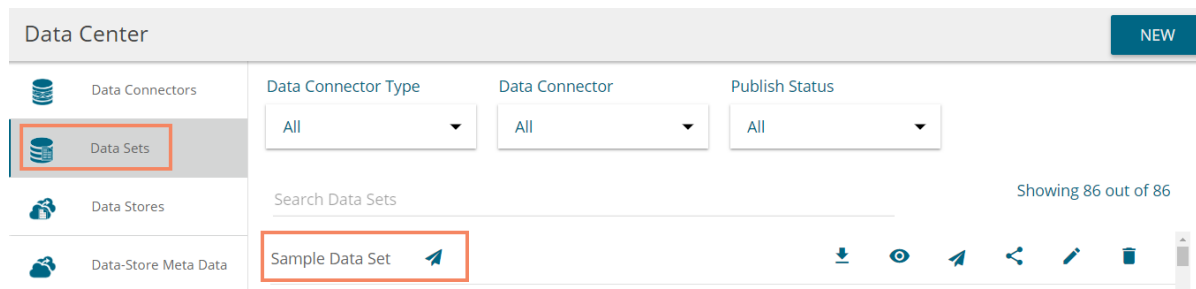 Data Center
NEW
Data Connectors
Data Sets
Data Stores
Data-Store Meta Data
Data Connector Type
Data Connector
Publish Status
All
All
All
Search Data Sets
Showing 86 out of 86
Sample Data Set